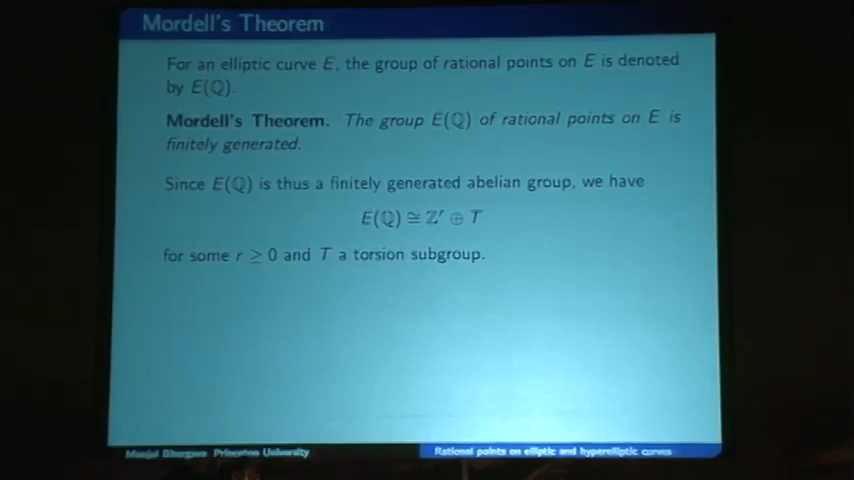 Mordell's Theorem
For an elliptic curve E, the group of rational points on E is denoted
by E(ℚ).
Mordell's Theorem. The group E(ℚ) of rational points on E is
finitely generated.
Since E(ℚ) is thus a finitely generated abelian group, we have
E(ℚ) ≅ ℤʳ ⊕ T
for some r ≥ 0 and T a torsion subgroup.
Manjul Bhargava Princeton University
Rational points on elliptic and hyperelliptic curves